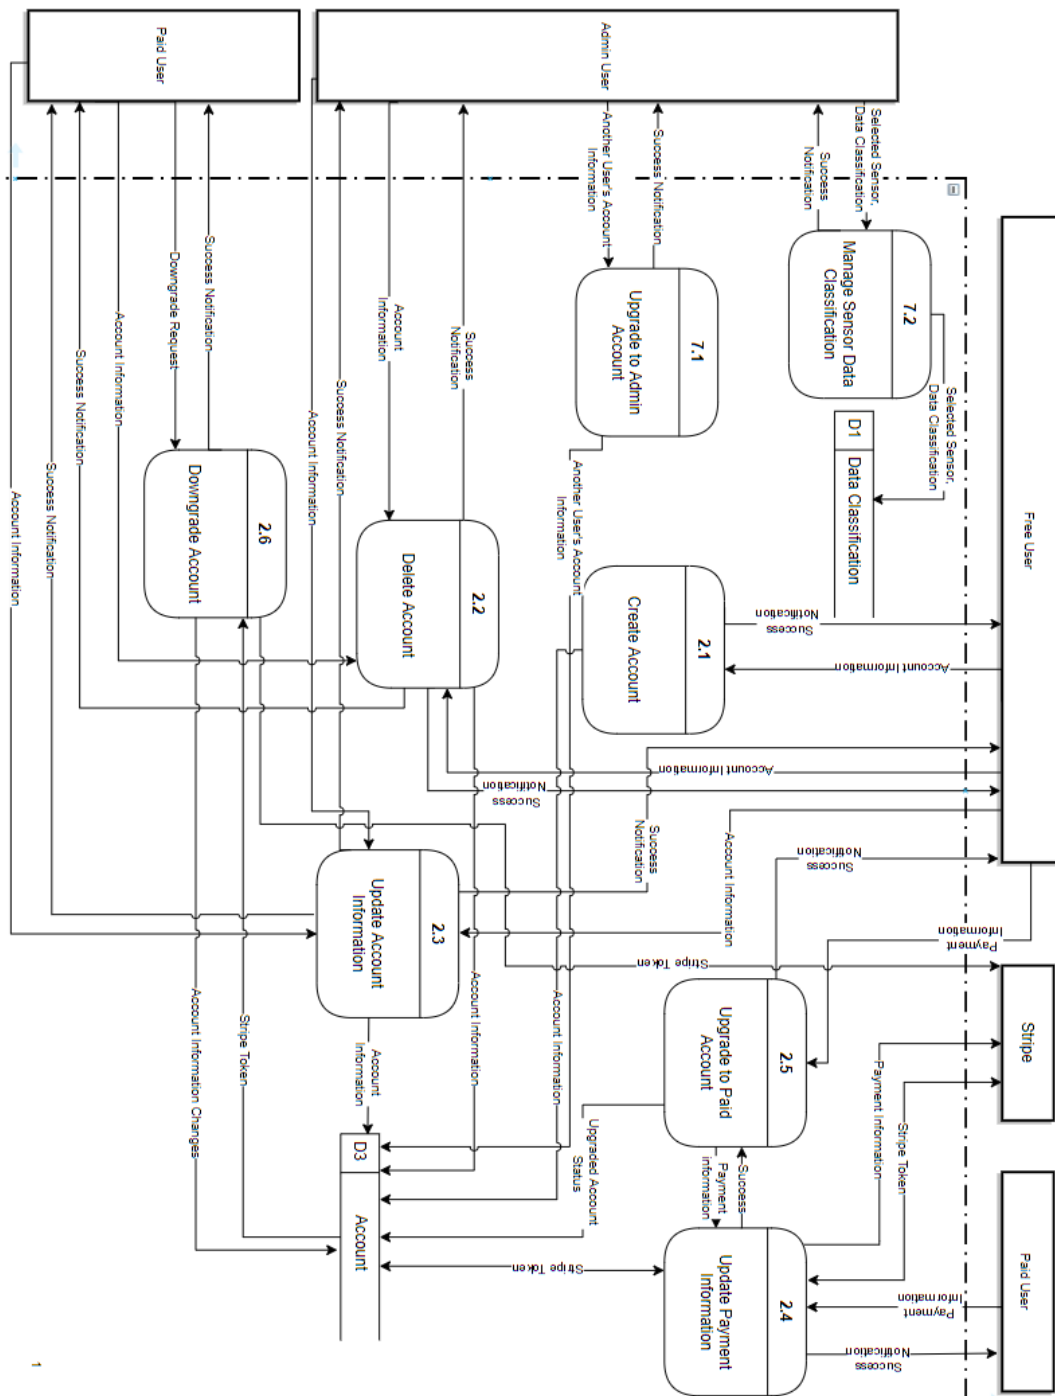 Free User
Stripe
Paid User
Admin User
Paid User
Selected Sensor,
Data Classification
Success
Notification
7.2
Manage Sensor Data
Classification
Selected Sensor,
Data Classification
D1
Data Classification
Another User's Account
Information
Success Notification
7.1
Upgrade to Admin
Account
Another User's Account
Information
2.1
Create Account
Success
Notification
Account Information
Account Information
Account
Information
Success
Notification
2.2
Delete Account
Account Information
Success
Notification
Account Information
Account Information
Success Notification
2.3
Update Account
Information
Success
Notification
Account Information
Account
Information
Success Notification
Account Information
Success Notification
Account Information
Success Notification
Account Information
Success Notification
Downgrade Request
2.6
Downgrade Account
Account Information Changes
Stripe Token
Stripe Token
Success
Notification
Payment
Information
2.5
Upgrade to Paid
Account
Upgraded Account
Status
Success
Payment
information
2.4
Update Payment
Information
Payment Information
Stripe Token
Payment
Information
Success
Notification
Stripe Token
D3
Account
1